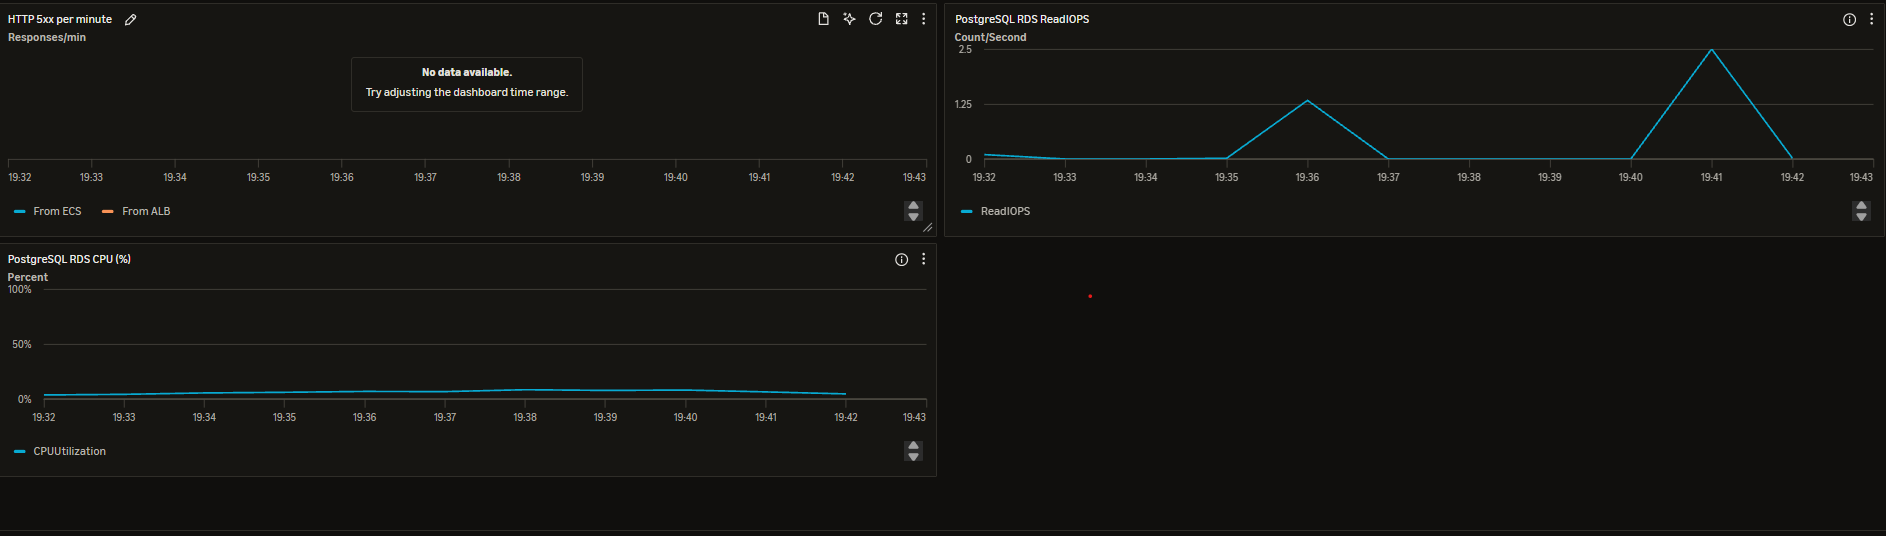 HTTP 5xx per minute
Responses/min
No data available.
Try adjusting the dashboard time range.
19:32 19:33 19:34 19:35 19:36 19:37 19:38 19:39 19:40 19:41 19:42 19:43
From ECS From ALB
PostgreSQL RDS ReadIOPS
Count/Second
2.5
1.25
0
19:32 19:33 19:34 19:35 19:36 19:37 19:38 19:39 19:40 19:41 19:42 19:43
ReadIOPS
PostgreSQL RDS CPU (%)
Percent
100%
50%
0%
19:32 19:33 19:34 19:35 19:36 19:37 19:38 19:39 19:40 19:41 19:42 19:43
CPUUtilization